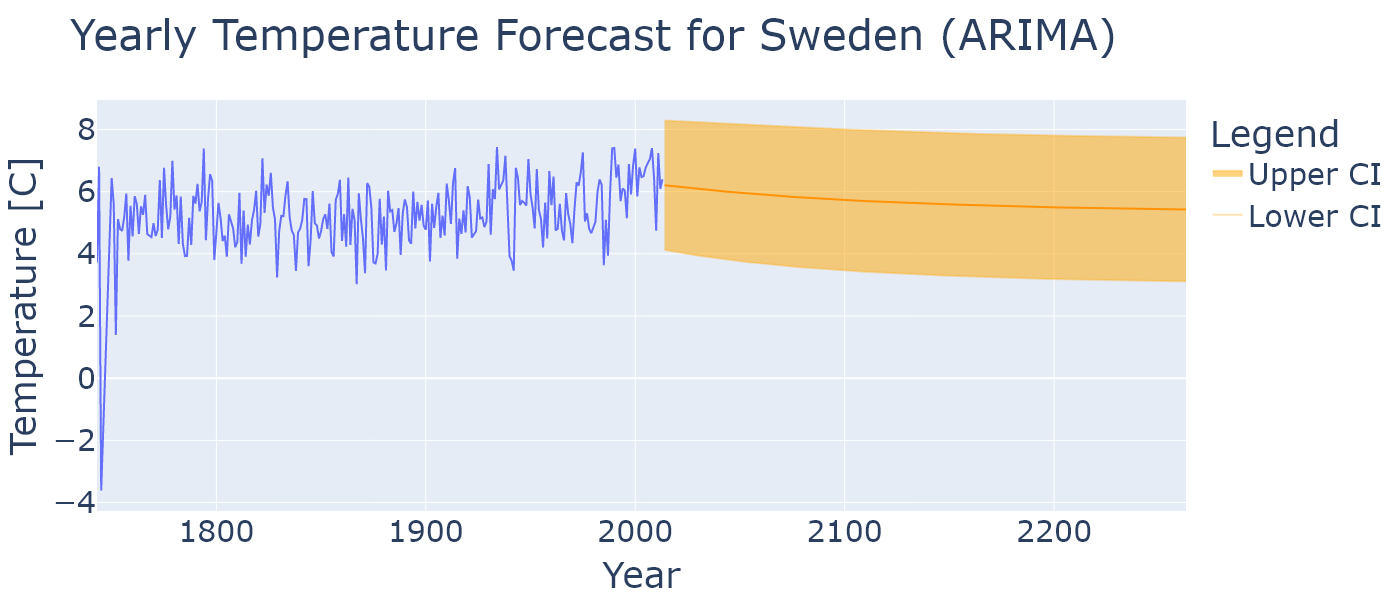 Yearly Temperature Forecast for Sweden (ARIMA)
Temperature [C]
8
6
4
2
0
−2
−4
1800
1900
2000
2100
2200
Year
Legend
Upper CI
Lower CI